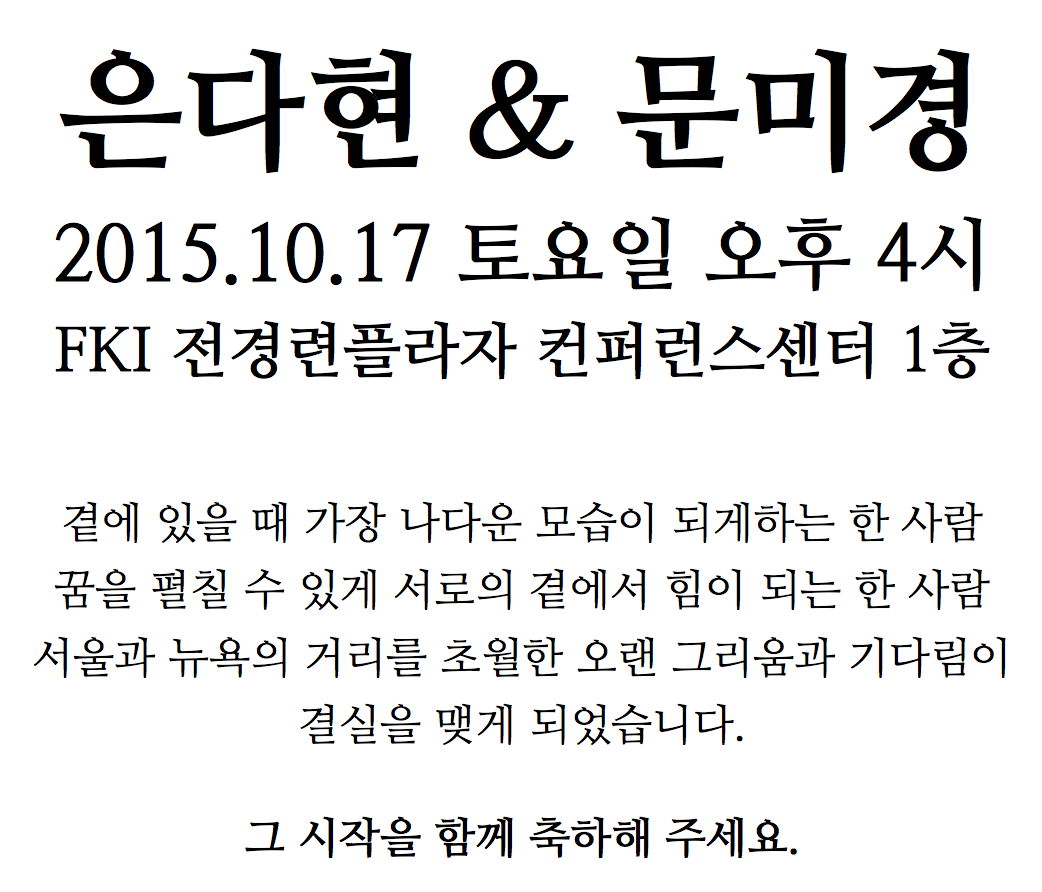 은다현 & 문미경
2015.10.17 토요일 오후 4시
FKI 전경련플라자 컨퍼런스센터 1층
곁에 있을 때 가장 나다운 모습이 되게하는 한 사람
꿈을 펼칠 수 있게 서로의 곁에서 힘이 되는 한 사람
서울과 뉴욕의 거리를 초월한 오랜 그리움과 기다림이
결실을 맺게 되었습니다.
그 시작을 함께 축하해 주세요.